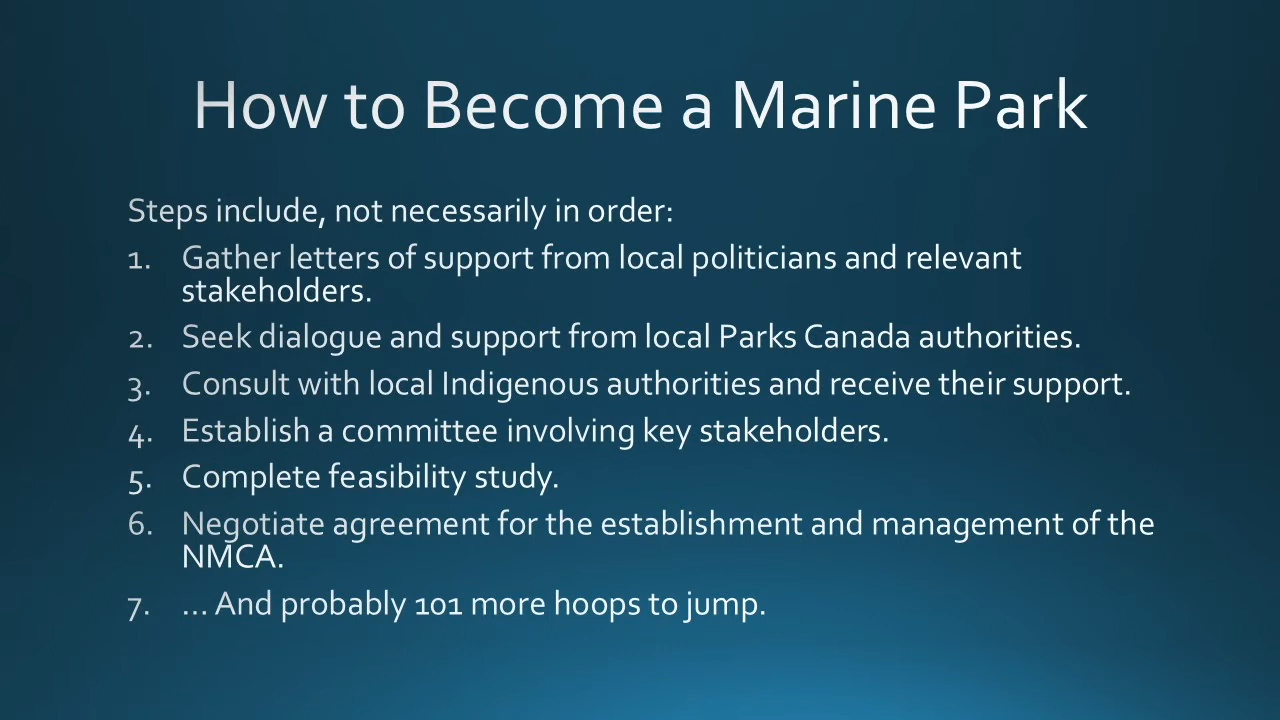 How to Become a Marine Park
Steps include, not necessarily in order:
1. Gather letters of support from local politicians and relevant
stakeholders.
2. Seek dialogue and support from local Parks Canada authorities.
3. Consult with local Indigenous authorities and receive their support.
4. Establish a committee involving key stakeholders.
5. Complete feasibility study.
6. Negotiate agreement for the establishment and management of the
NMCA.
7. ... And probably 101 more hoops to jump.